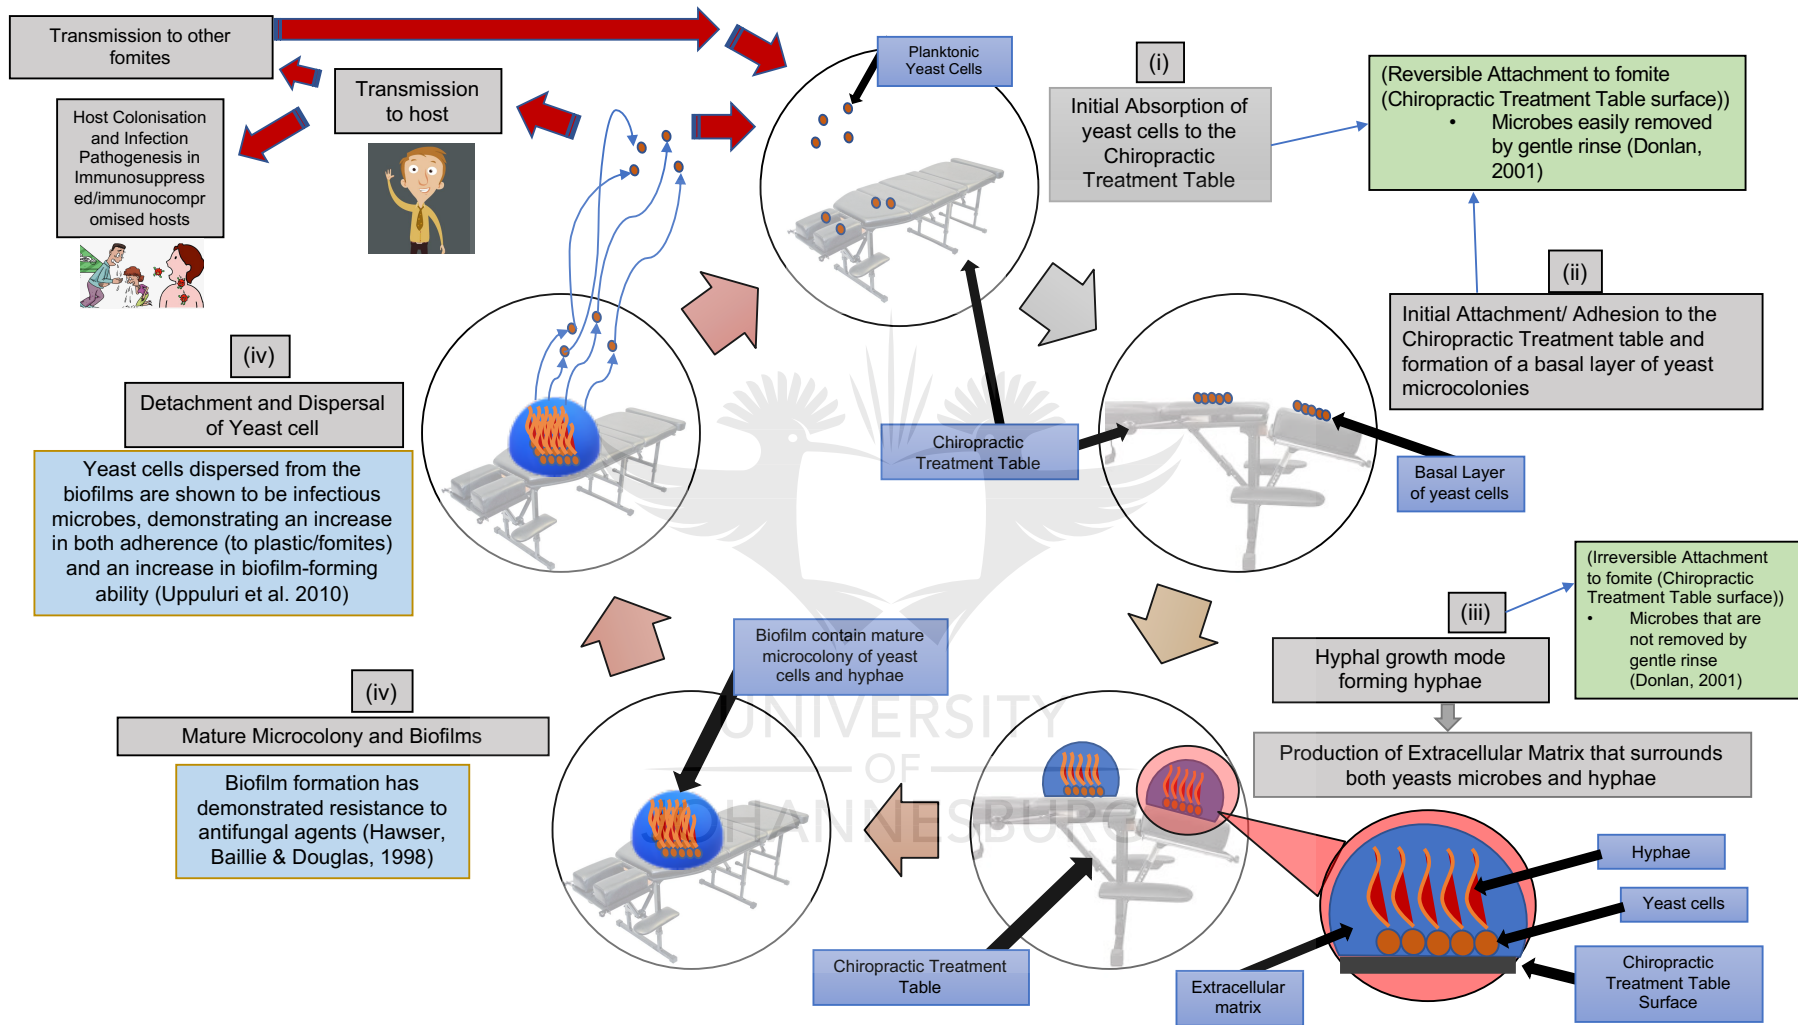 Transmission to other
fomites
Host Colonisation
and Infection
Pathogenesis in
Immunosuppress
ed/immunocompr
omised hosts
Transmission
to host
Planktonic
Yeast Cells
(i)
Initial Absorption of
yeast cells to the
Chiropractic
Treatment Table
(Reversible Attachment to fomite
(Chiropractic Treatment Table surface))
• Microbes easily removed
by gentle rinse (Donlan,
2001)
(ii)
Initial Attachment/ Adhesion to the
Chiropractic Treatment table and
formation of a basal layer of yeast
microcolonies
Chiropractic
Treatment Table
Basal Layer
of yeast cells
(iii)
Hyphal growth mode
forming hyphae
(Irreversible Attachment
to fomite (Chiropractic
Treatment Table surface))
• Microbes that are
not removed by
gentle rinse
(Donlan, 2001)
Production of Extracellular Matrix that surrounds
both yeasts microbes and hyphae
Hyphae
Yeast cells
Chiropractic
Treatment Table
Surface
Extracellular
matrix
Chiropractic Treatment
Table
Biofilm contain mature
microcolony of yeast
cells and hyphae
(iv)
Mature Microcolony and Biofilms
Biofilm formation has
demonstrated resistance to
antifungal agents (Hawser,
Baillie & Douglas, 1998)
(iv)
Detachment and Dispersal
of Yeast cell
Yeast cells dispersed from the
biofilms are shown to be infectious
microbes, demonstrating an increase
in both adherence (to plastic/fomites)
and an increase in biofilm-forming
ability (Uppuluri et al. 2010)
UNIVERSITY
OF
JOHANNESBURG